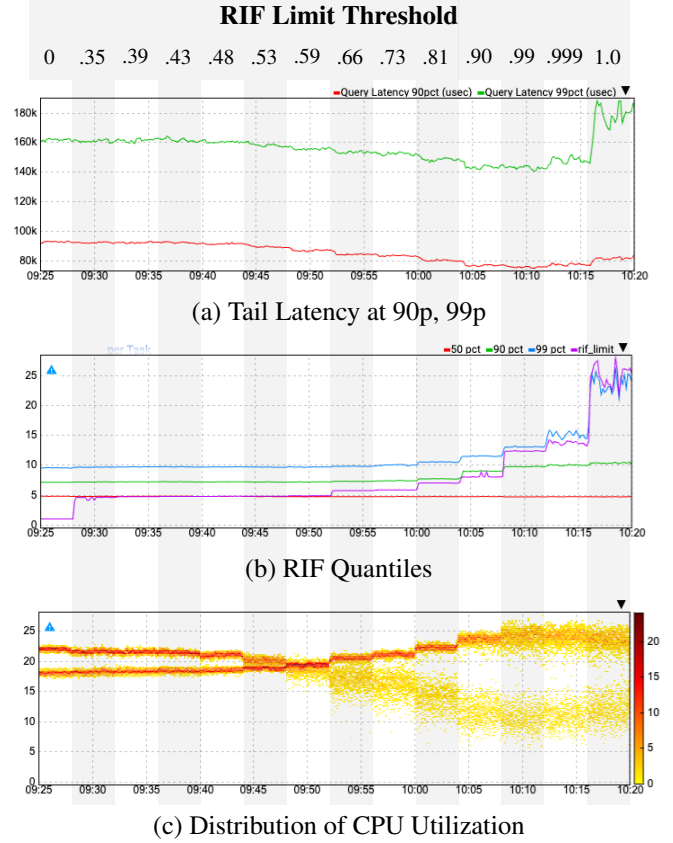 RIF Limit Threshold
0 .35 .39 .43 .48 .53 .59 .66 .73 .81 .90 .99 .999 1.0
Query Latency 90pct (usec) Query Latency 99pct (usec)
180k
160k
140k
120k
100k
80k
09:25 09:30 09:35 09:40 09:45 09:50 09:55 10:00 10:05 10:10 10:15 10:20
(a) Tail Latency at 90p, 99p
per Task 50 pct 90 pct 99 pct rif_limit
25
20
15
10
5
0
09:25 09:30 09:35 09:40 09:45 09:50 09:55 10:00 10:05 10:10 10:15 10:20
(b) RIF Quantiles
25
20
15
10
5
0
20
15
10
5
0
09:25 09:30 09:35 09:40 09:45 09:50 09:55 10:00 10:05 10:10 10:15 10:20
(c) Distribution of CPU Utilization